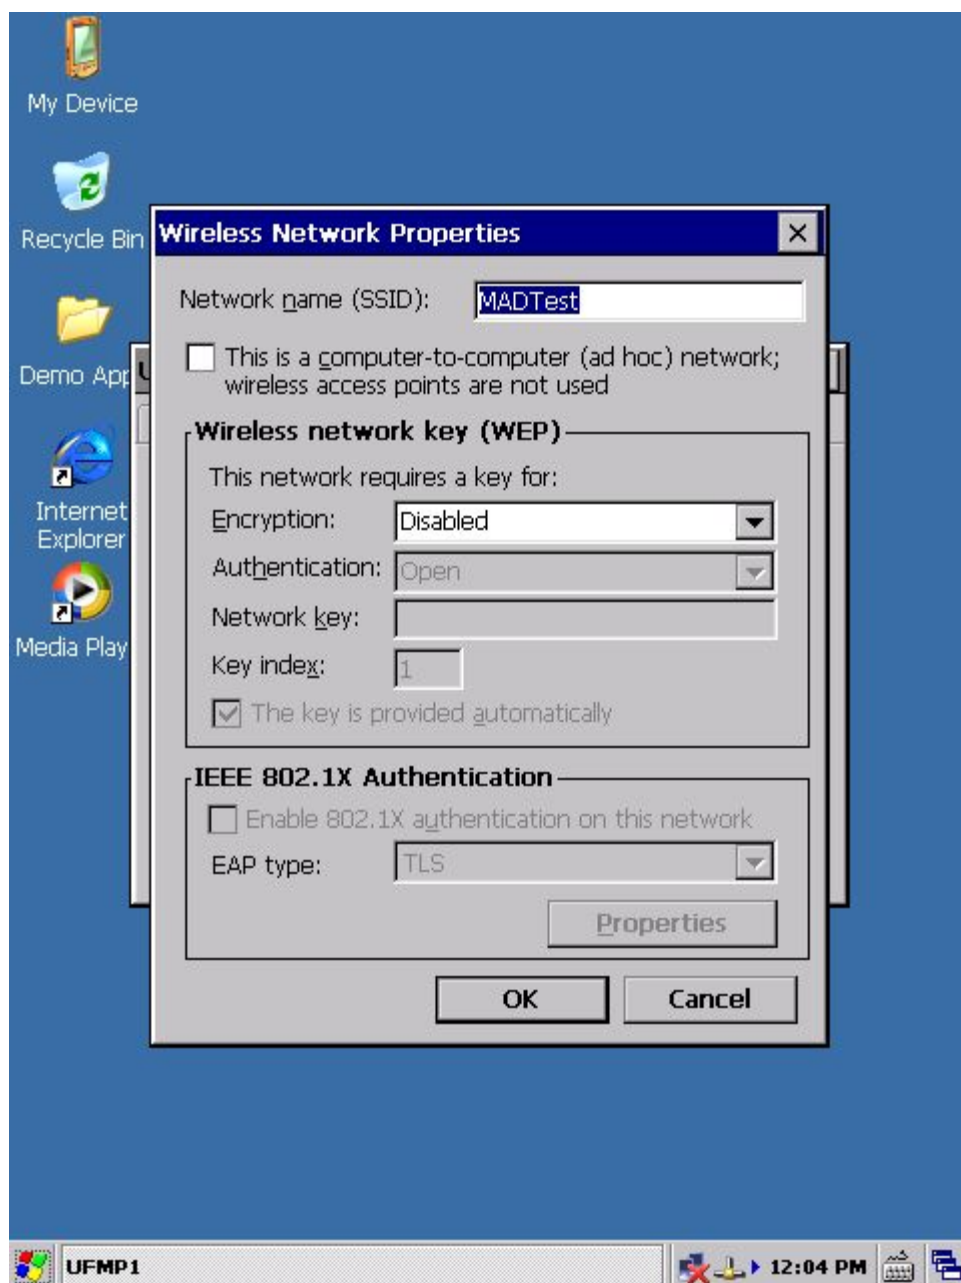 My Device
Recycle Bin
Demo App
Internet
Explorer
Media Play
Wireless Network Properties
Network name (SSID):
MADTest
This is a computer-to-computer (ad hoc) network;
wireless access points are not used
Wireless network key (WEP)
This network requires a key for:
Encryption:
Disabled
Authentication:
Open
Network key:
Key index:
1
The key is provided automatically
IEEE 802.1X Authentication
Enable 802.1X authentication on this network
EAP type:
TLS
Properties
OK
Cancel
UFMP1
12:04 PM